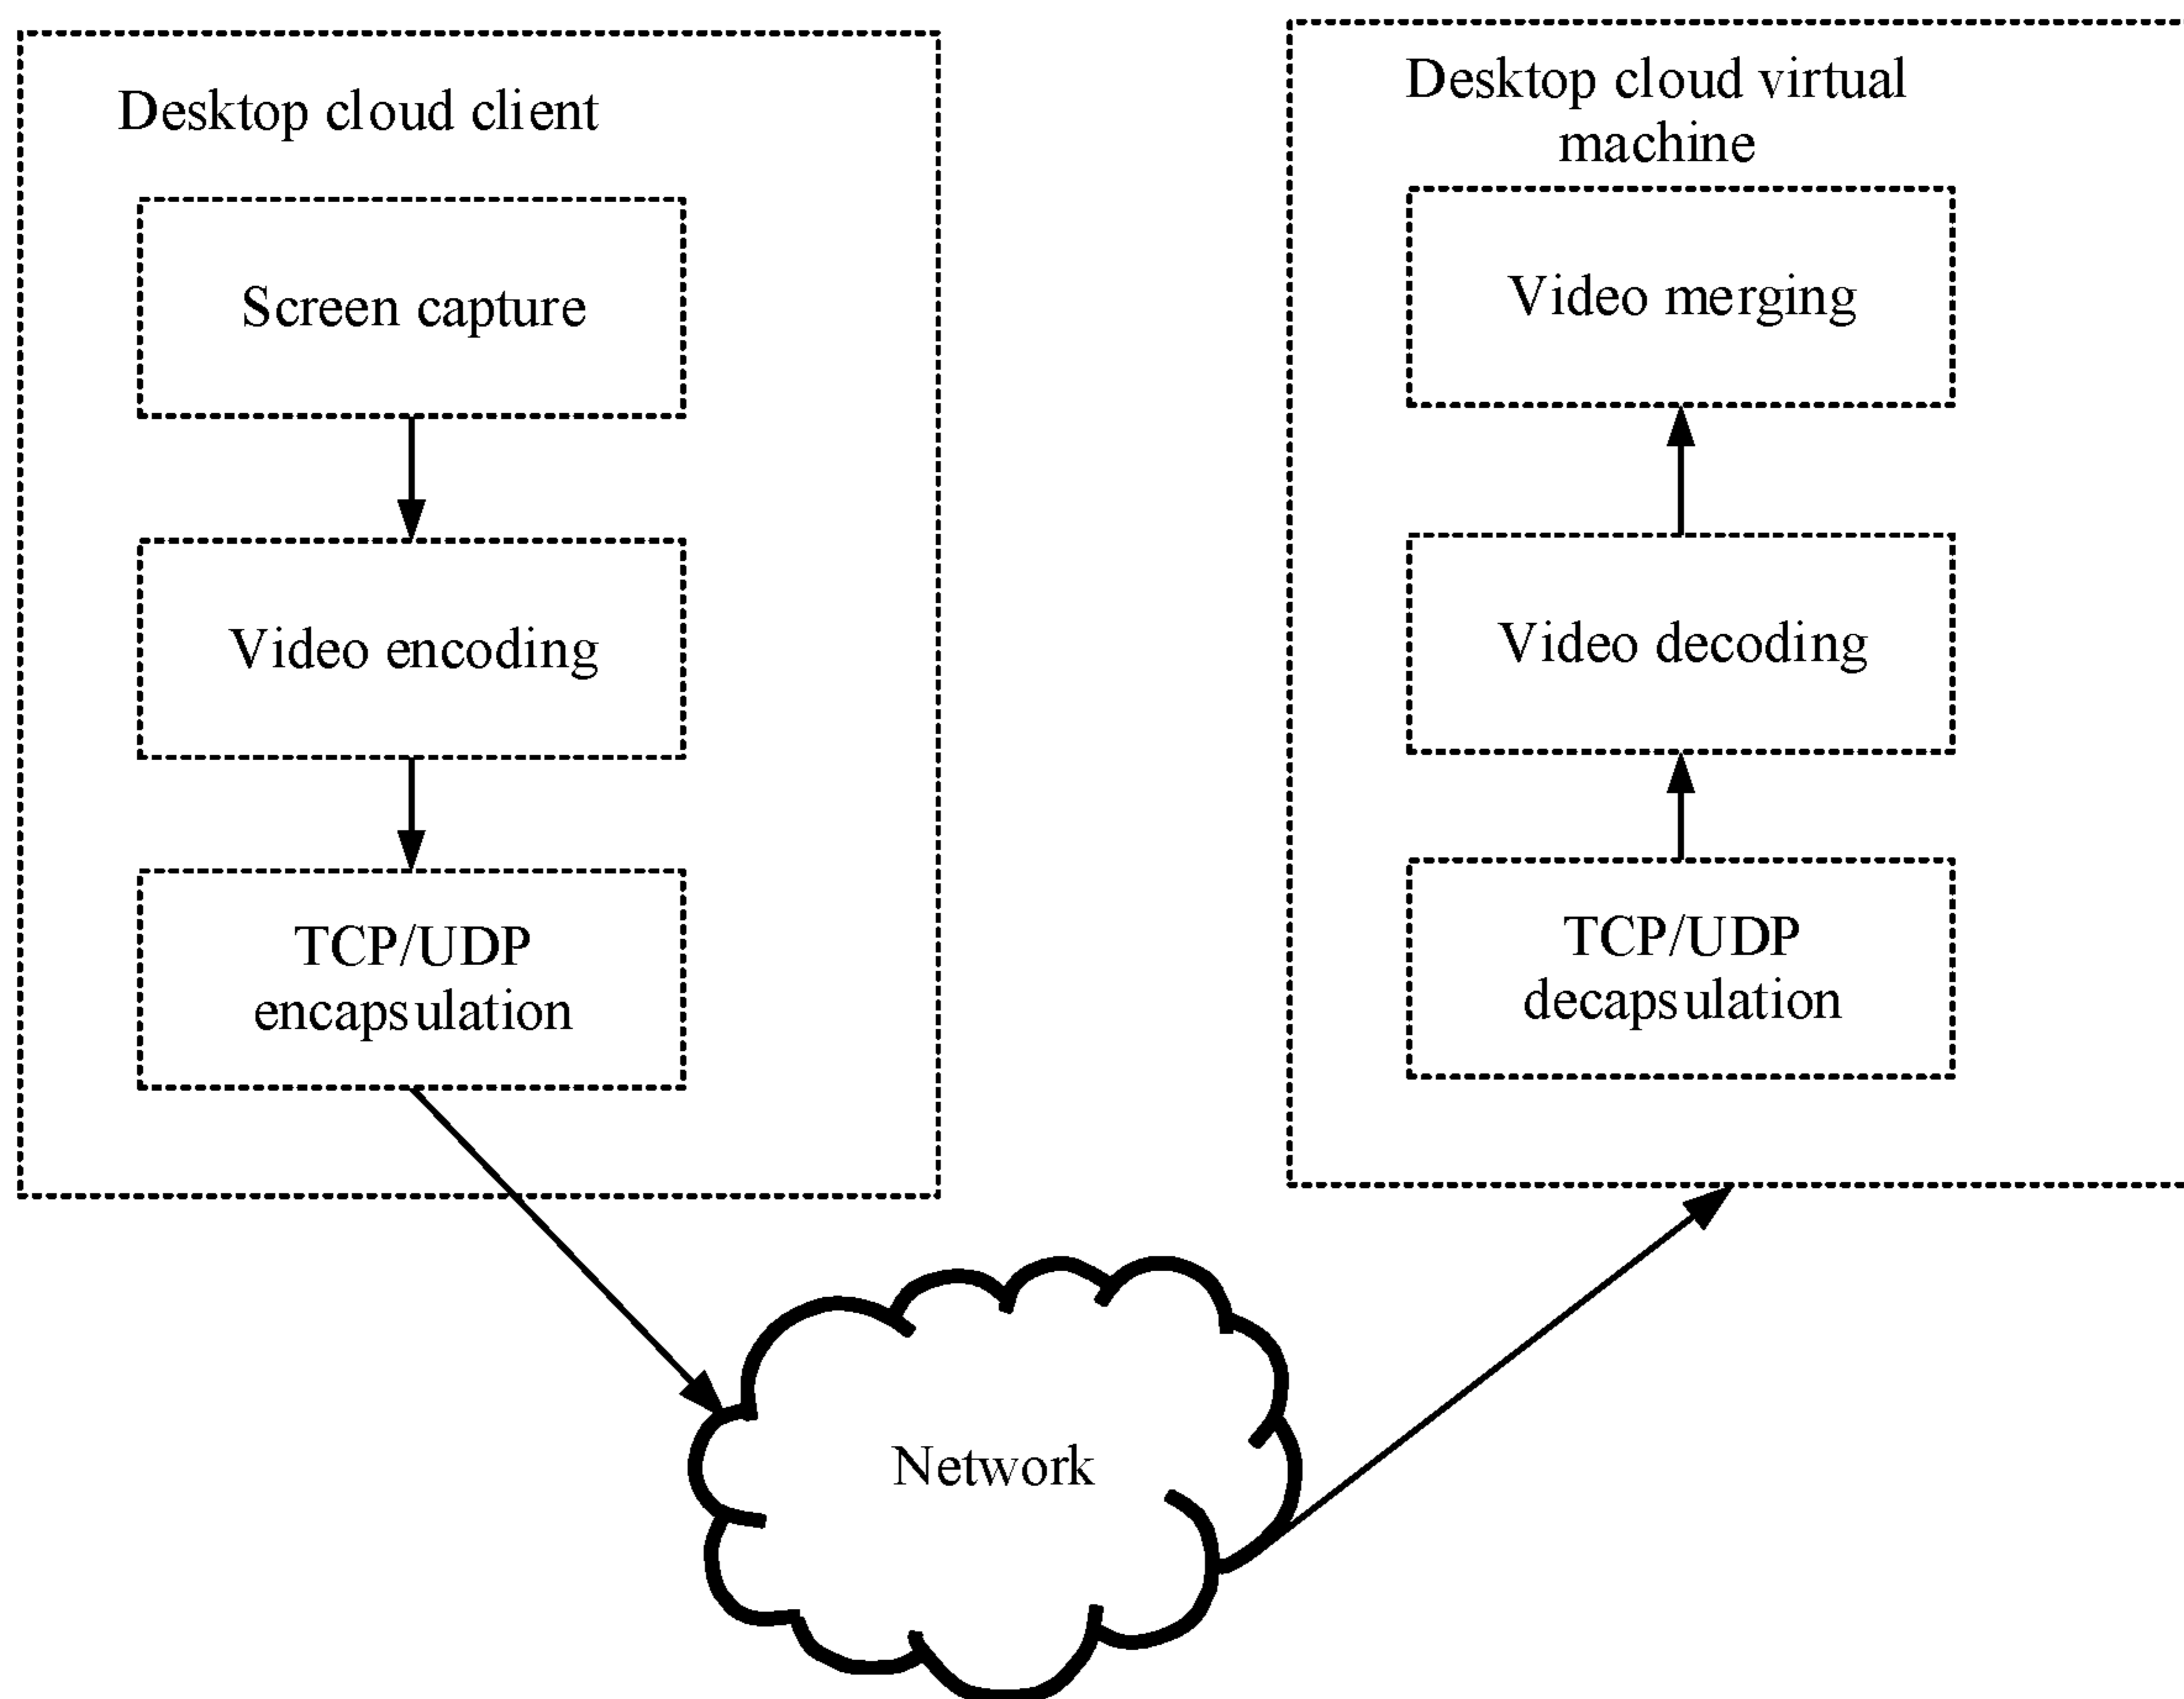 Desktop cloud client
Screen capture
Video encoding
TCP/UDP
encapsulation
Desktop cloud virtual
machine
Video merging
Video decoding
TCP/UDP
decapsulation
Network